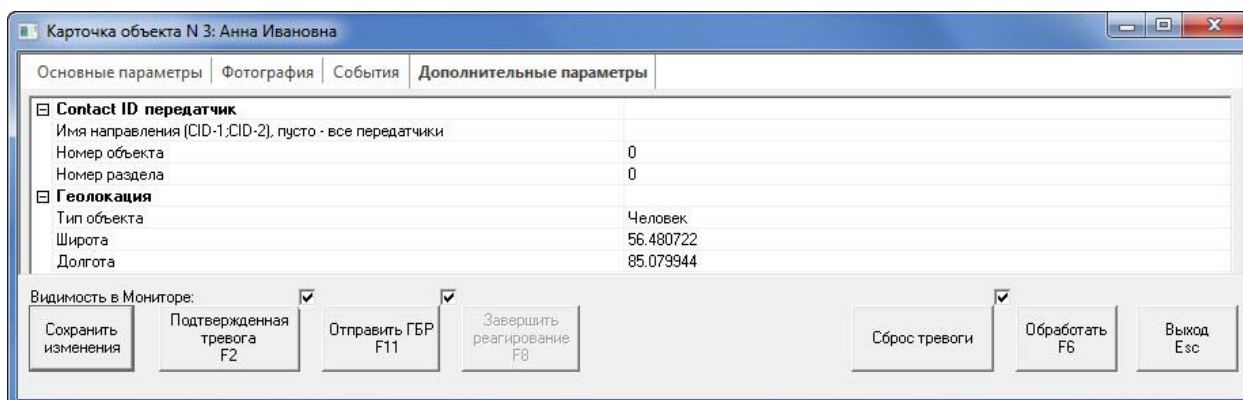 Карточка объекта N 3: Анна Ивановна
Основные параметры Фотография События Дополнительные параметры
Contact ID передатчик
Имя направления (CID-1;CID-2), пусто - все передатчики
Номер объекта 0
Номер раздела 0
Геолокация
Тип объекта Человек
Широта 56.480722
Долгота 85.079944
Видимость в Мониторе:
Сохранить
изменения
Подтвержденная
тревога
F2
Отправить ГБР
F11
Завершить
реагирование
F8
Сброс тревоги
Обработать
F6
Выход
Esc